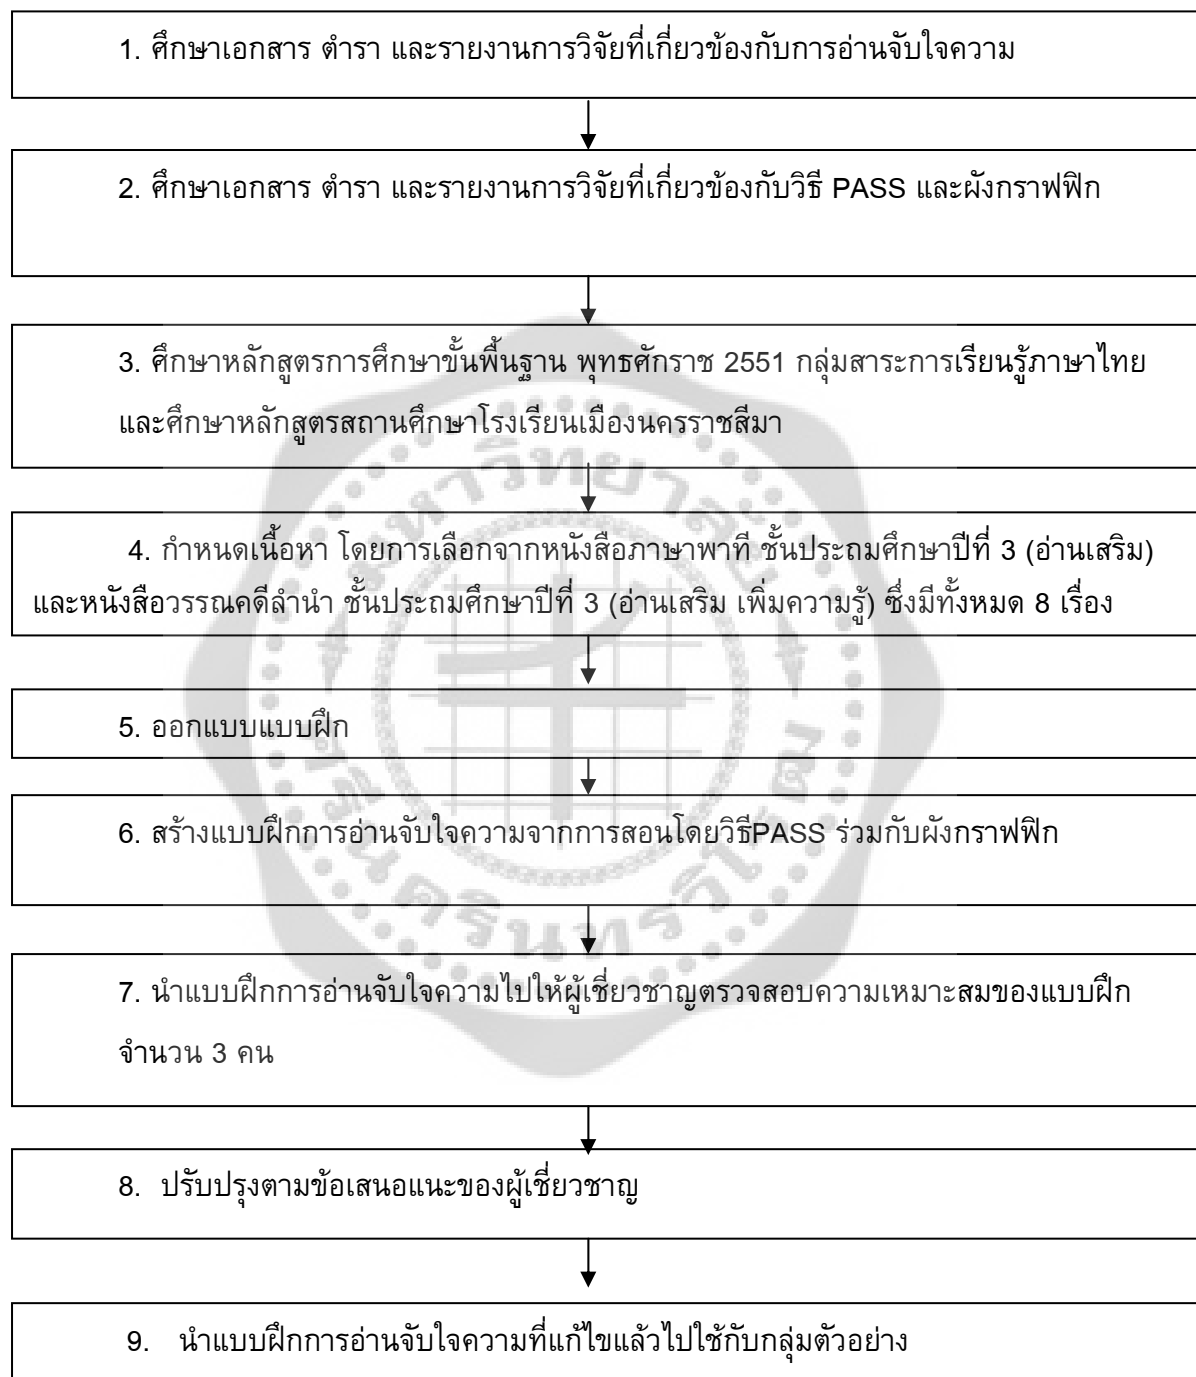 1. ศึกษาเอกสาร ตำรา และรายงานการวิจัยที่เกี่ยวข้องกับการอ่านจับใจความ
2. ศึกษาเอกสาร ตำรา และรายงานการวิจัยที่เกี่ยวข้องกับวิธี PASS และผังกราฟฟิก
3. ศึกษาหลักสูตรการศึกษาขั้นพื้นฐาน พุทธศักราช 2551 กลุ่มสาระการเรียนรู้ภาษาไทย
และศึกษาหลักสูตรสถานศึกษาโรงเรียนเมืองนครราชสีมา
4. กำหนดเนื้อหา โดยการเลือกจากหนังสือภาษาพาที ชั้นประถมศึกษาปีที่ 3 (อ่านเสริม)
และหนังสือวรรณคดีลำนำ ชั้นประถมศึกษาปีที่ 3 (อ่านเสริม เพิ่มความรู้) ซึ่งมีทั้งหมด 8 เรื่อง
5. ออกแบบแบบฝึก
6. สร้างแบบฝึกการอ่านจับใจความจากการสอนโดยวิธีPASS ร่วมกับผังกราฟฟิก
7. นำแบบฝึกการอ่านจับใจความไปให้ผู้เชี่ยวชาญตรวจสอบความเหมาะสมของแบบฝึก
จำนวน 3 คน
8. ปรับปรุงตามข้อเสนอแนะของผู้เชี่ยวชาญ
9. นำแบบฝึกการอ่านจับใจความที่แก้ไขแล้วไปใช้กับกลุ่มตัวอย่าง
มหาวิทยาลัย
ศรีนครินทรวิโรฒ